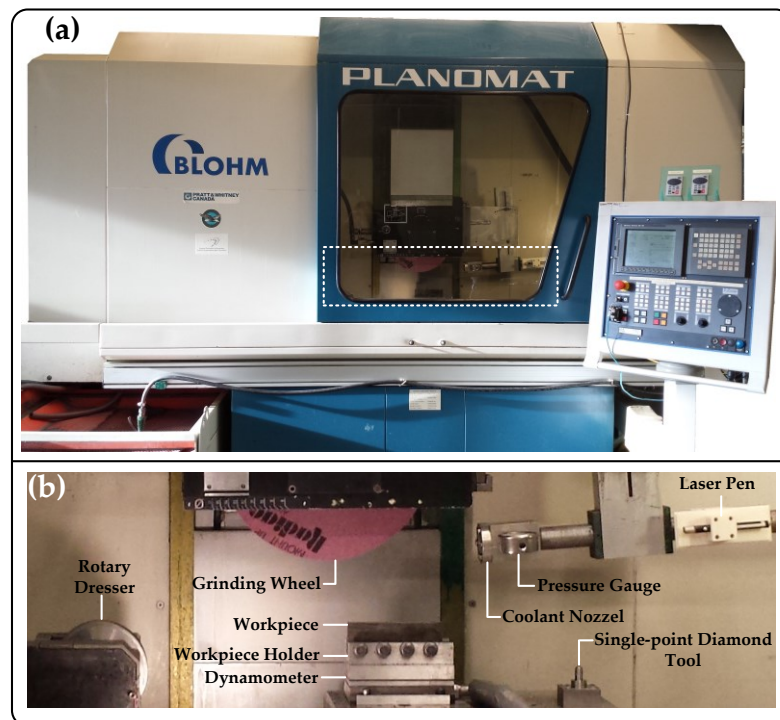 (a)
PLANOMAT
BLOHM
PRATT & WHITNEY
CANADA
(b)
Laser Pen
Radiac
Rotary
Dresser
Grinding Wheel
Pressure Gauge
Coolant Nozzel
Workpiece
Single-point Diamond
Tool
Workpiece Holder
Dynamometer